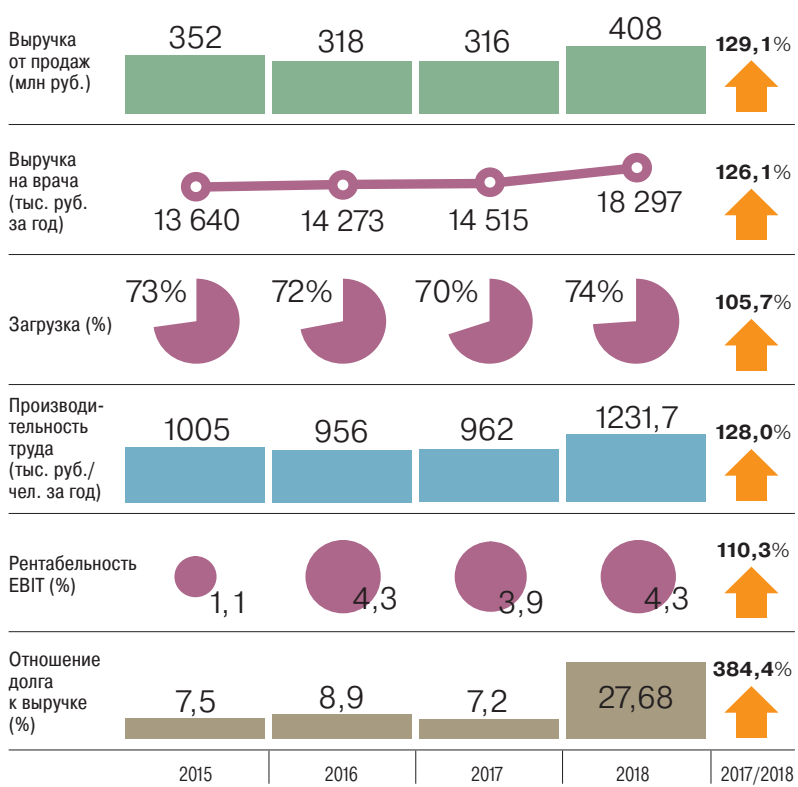 Выручка
от продаж
(млн руб.)
352
318
316
408
129,1%
Выручка
на врача
(тыс. руб.
за год)
13 640
14 273
14 515
18 297
126,1%
Загрузка (%)
73%
72%
70%
74%
105,7%
Производи-
тельность
труда
(тыс. руб./
чел. за год)
1005
956
962
1231,7
128,0%
Рентабельность
EBIT (%)
1,1
4,3
3,9
4,3
110,3%
Отношение
долга
к выручке
(%)
7,5
8,9
7,2
27,68
384,4%
2015
2016
2017
2018
2017/2018